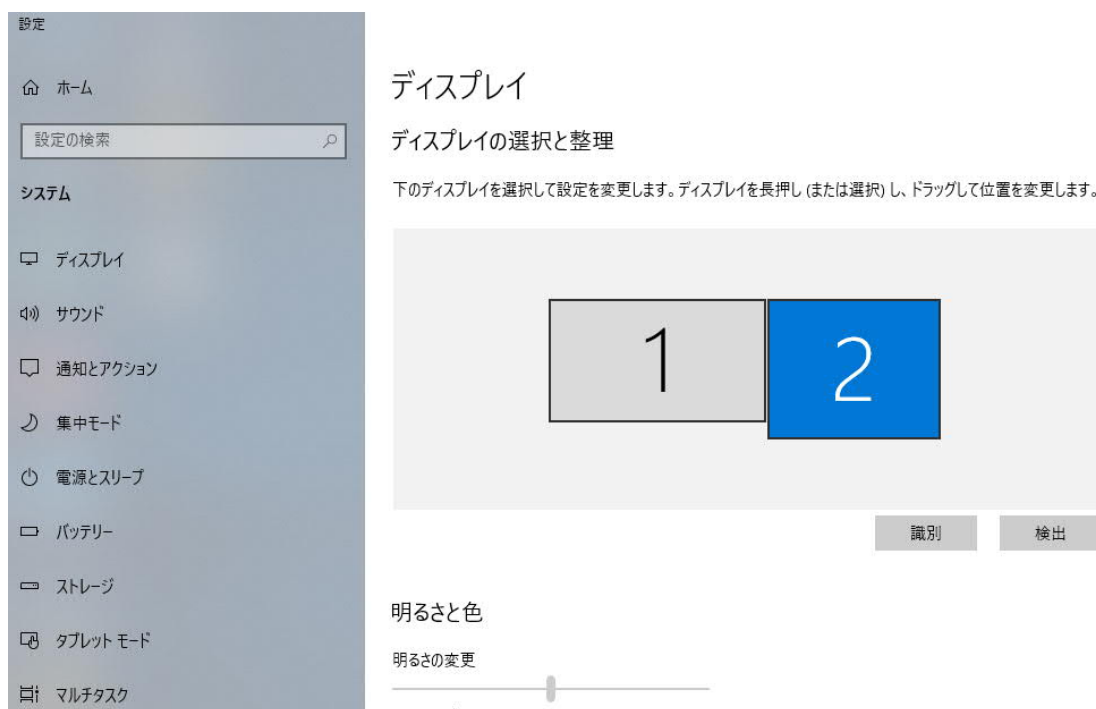 設定
ホーム
設定の検索
システム
ディスプレイ
サウンド
通知とアクション
集中モード
電源とスリープ
バッテリー
ストレージ
タブレット モード
マルチタスク
ディスプレイ
ディスプレイの選択と整理
下のディスプレイを選択して設定を変更します。ディスプレイを長押し (または選択) し、ドラッグして位置を変更します。
1
2
識別
検出
明るさと色
明るさの変更